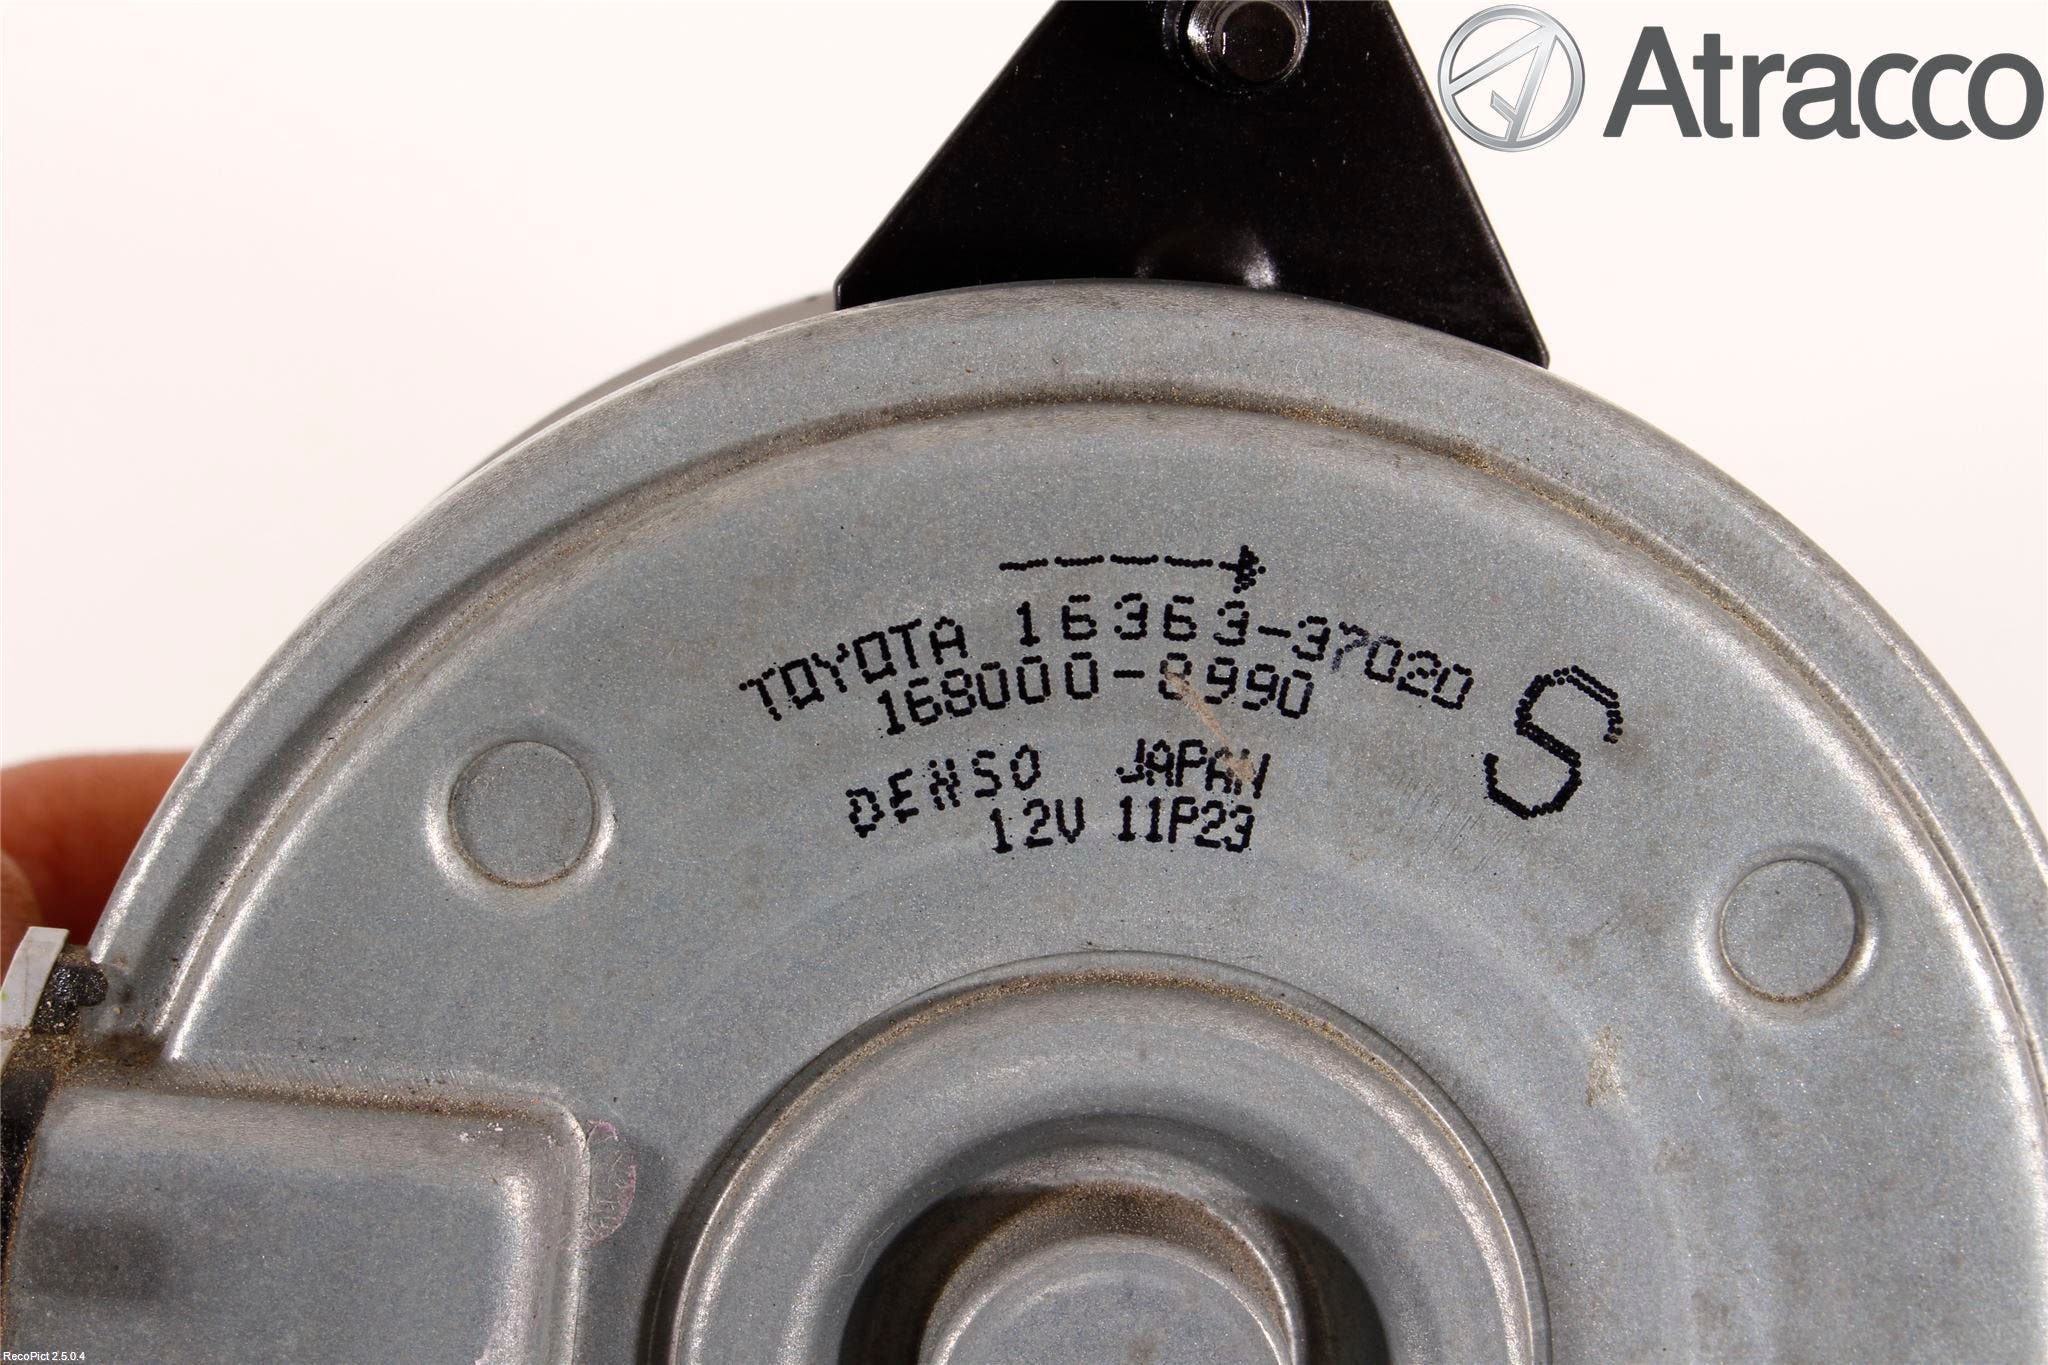 Atracco
TOYOTA 16363-37020
168000-8990
S
DENSO JAPAN
12V 11P23
RecoPict 2.5.0.4